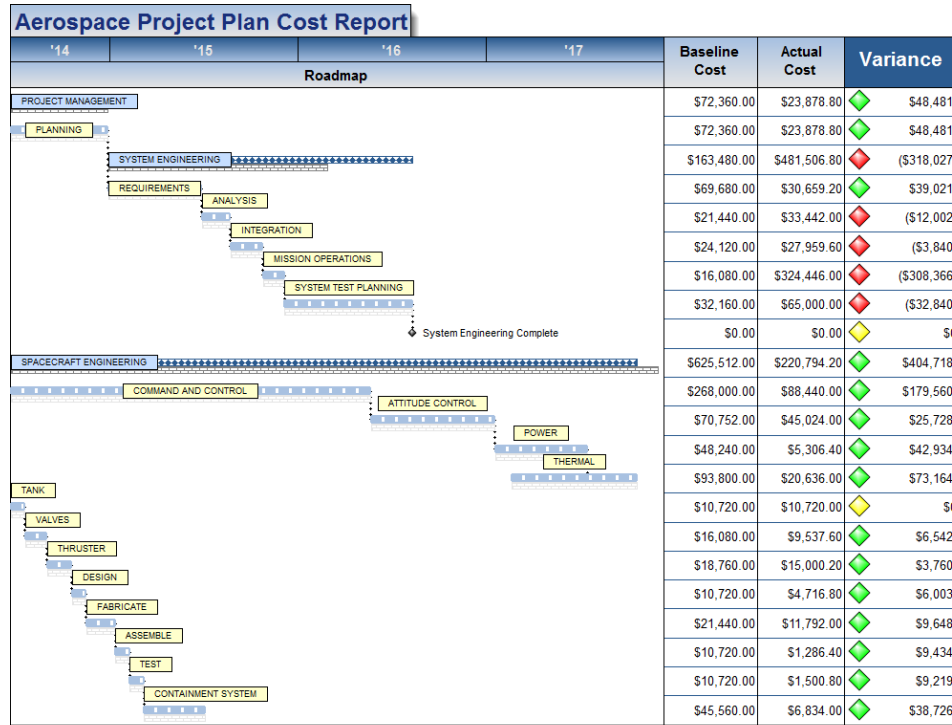 Aerospace Project Plan Cost Report
'14 '15 '16 '17 Baseline Cost Actual Cost Variance
Roadmap
PROJECT MANAGEMENT $72,360.00 $23,878.80 $48,481
PLANNING $72,360.00 $23,878.80 $48,481
SYSTEM ENGINEERING $163,480.00 $481,506.80 ($318,027
REQUIREMENTS $69,680.00 $30,659.20 $39,021
ANALYSIS $21,440.00 $33,442.00 ($12,002
INTEGRATION $24,120.00 $27,959.60 ($3,840
MISSION OPERATIONS $16,080.00 $324,446.00 ($308,366
SYSTEM TEST PLANNING $32,160.00 $65,000.00 ($32,840
System Engineering Complete $0.00 $0.00 $0
SPACECRAFT ENGINEERING $625,512.00 $220,794.20 $404,718
COMMAND AND CONTROL $268,000.00 $88,440.00 $179,560
ATTITUDE CONTROL $70,752.00 $45,024.00 $25,728
POWER $48,240.00 $5,306.40 $42,934
THERMAL $93,800.00 $20,636.00 $73,164
TANK $10,720.00 $10,720.00 $0
VALVES $16,080.00 $9,537.60 $6,542
THRUSTER $18,760.00 $15,000.20 $3,760
DESIGN $10,720.00 $4,716.80 $6,003
FABRICATE $21,440.00 $11,792.00 $9,648
ASSEMBLE $10,720.00 $1,286.40 $9,434
TEST $10,720.00 $1,500.80 $9,219
CONTAINMENT SYSTEM $45,560.00 $6,834.00 $38,726